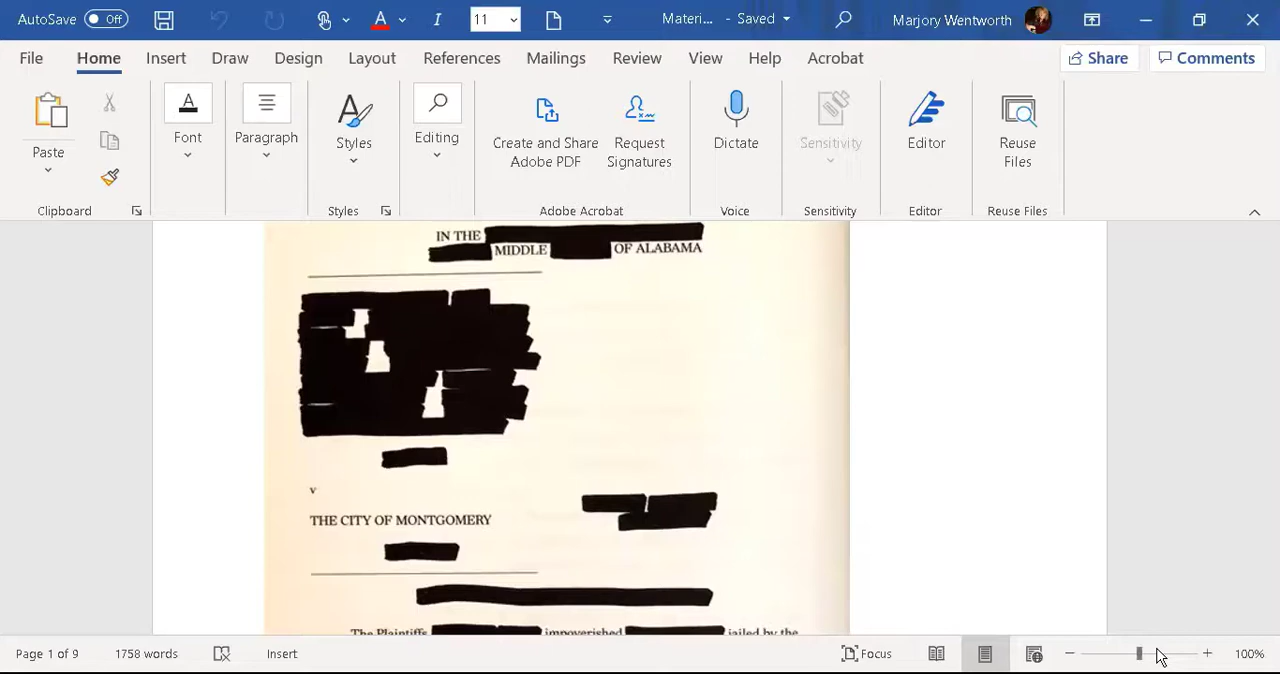 AutoSave Off 11 Materi... - Saved Marjory Wentworth
File Home Insert Draw Design Layout References Mailings Review View Help Acrobat Share Comments
Paste Font Paragraph Styles Editing Create and Share Adobe PDF Request Signatures Dictate Sensitivity Editor Reuse Files
Clipboard Styles Adobe Acrobat Voice Sensitivity Editor Reuse Files
IN THE
MIDDLE OF ALABAMA
v
THE CITY OF MONTGOMERY
The Plaintiffs impoverished jailed by the
Page 1 of 9 1758 words Insert Focus 100%